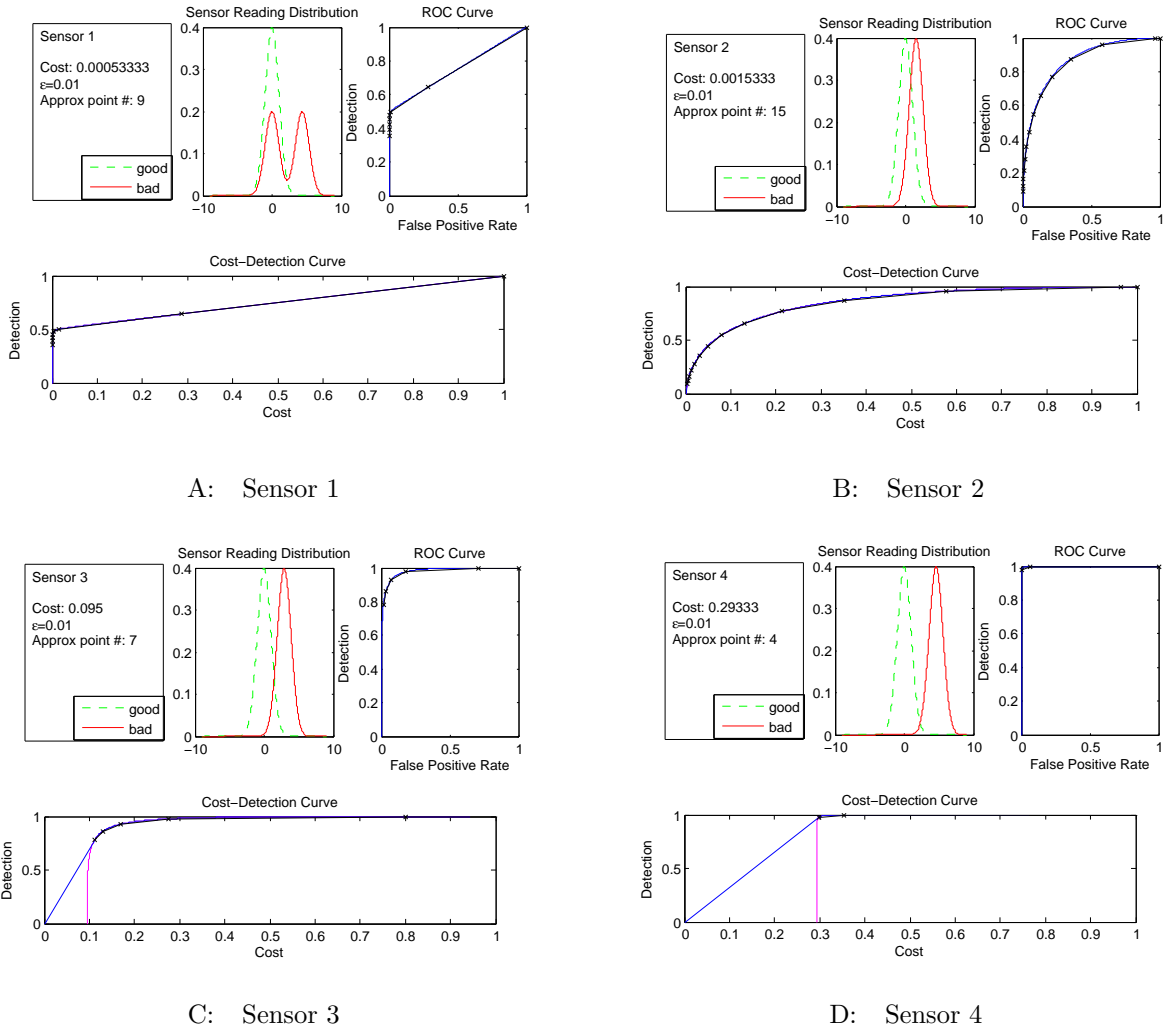 Sensor 1
Cost: 0.00053333
ε=0.01
Approx point #: 9
good
bad
Sensor Reading Distribution
0.4
0.3
0.2
0.1
0
−10 0 10
ROC Curve
Detection
1
0.8
0.6
0.4
0.2
0
0 0.5 1
False Positive Rate
Cost−Detection Curve
Detection
1
0.5
0
0 0.1 0.2 0.3 0.4 0.5 0.6 0.7 0.8 0.9 1
Cost
A: Sensor 1
Sensor 2
Cost: 0.0015333
ε=0.01
Approx point #: 15
good
bad
Sensor Reading Distribution
0.4
0.3
0.2
0.1
0
−10 0 10
ROC Curve
Detection
1
0.8
0.6
0.4
0.2
0
0 0.5 1
False Positive Rate
Cost−Detection Curve
Detection
1
0.5
0
0 0.1 0.2 0.3 0.4 0.5 0.6 0.7 0.8 0.9 1
Cost
B: Sensor 2
Sensor 3
Cost: 0.095
ε=0.01
Approx point #: 7
good
bad
Sensor Reading Distribution
0.4
0.3
0.2
0.1
0
−10 0 10
ROC Curve
Detection
1
0.8
0.6
0.4
0.2
0
0 0.5 1
False Positive Rate
Cost−Detection Curve
Detection
1
0.5
0
0 0.1 0.2 0.3 0.4 0.5 0.6 0.7 0.8 0.9 1
Cost
C: Sensor 3
Sensor 4
Cost: 0.29333
ε=0.01
Approx point #: 4
good
bad
Sensor Reading Distribution
0.4
0.3
0.2
0.1
0
−10 0 10
ROC Curve
Detection
1
0.8
0.6
0.4
0.2
0
0 0.5 1
False Positive Rate
Cost−Detection Curve
Detection
1
0.5
0
0 0.1 0.2 0.3 0.4 0.5 0.6 0.7 0.8 0.9 1
Cost
D: Sensor 4